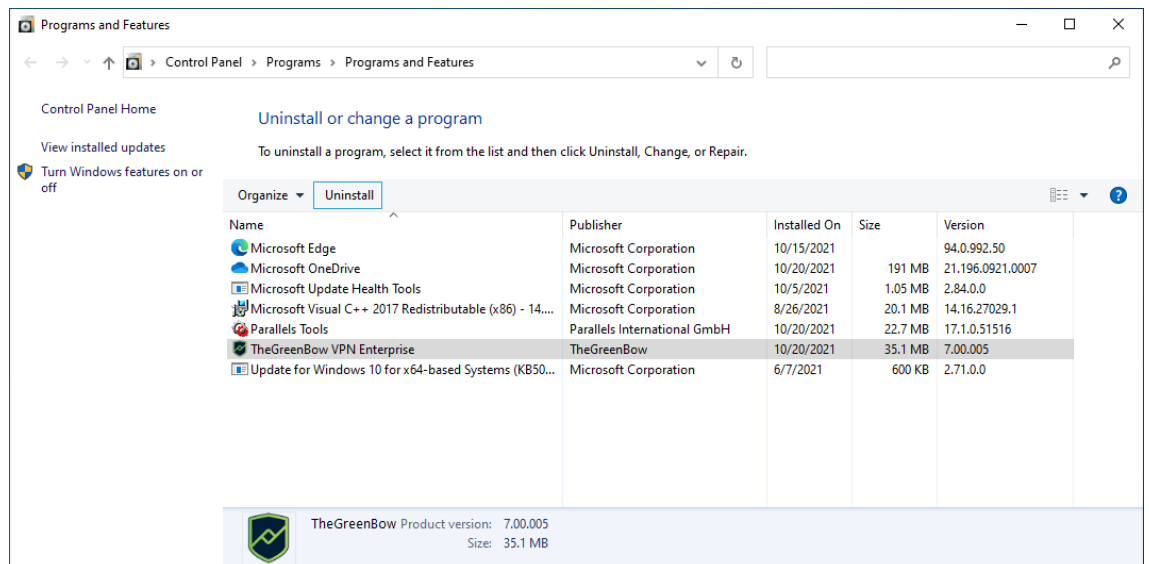 Programs and Features
Control Panel > Programs > Programs and Features
Control Panel Home
View installed updates
Turn Windows features on or
off
Uninstall or change a program
To uninstall a program, select it from the list and then click Uninstall, Change, or Repair.
Organize Uninstall
Name Publisher Installed On Size Version
Microsoft Edge Microsoft Corporation 10/15/2021 94.0.992.50
Microsoft OneDrive Microsoft Corporation 10/20/2021 191 MB 21.196.0921.0007
Microsoft Update Health Tools Microsoft Corporation 10/5/2021 1.05 MB 2.84.0.0
Microsoft Visual C++ 2017 Redistributable (x86) - 14.... Microsoft Corporation 8/26/2021 20.1 MB 14.16.27029.1
Parallels Tools Parallels International GmbH 10/20/2021 22.7 MB 17.1.0.51516
TheGreenBow VPN Enterprise TheGreenBow 10/20/2021 35.1 MB 7.00.005
Update for Windows 10 for x64-based Systems (KB50... Microsoft Corporation 6/7/2021 600 KB 2.71.0.0
TheGreenBow Product version: 7.00.005
Size: 35.1 MB